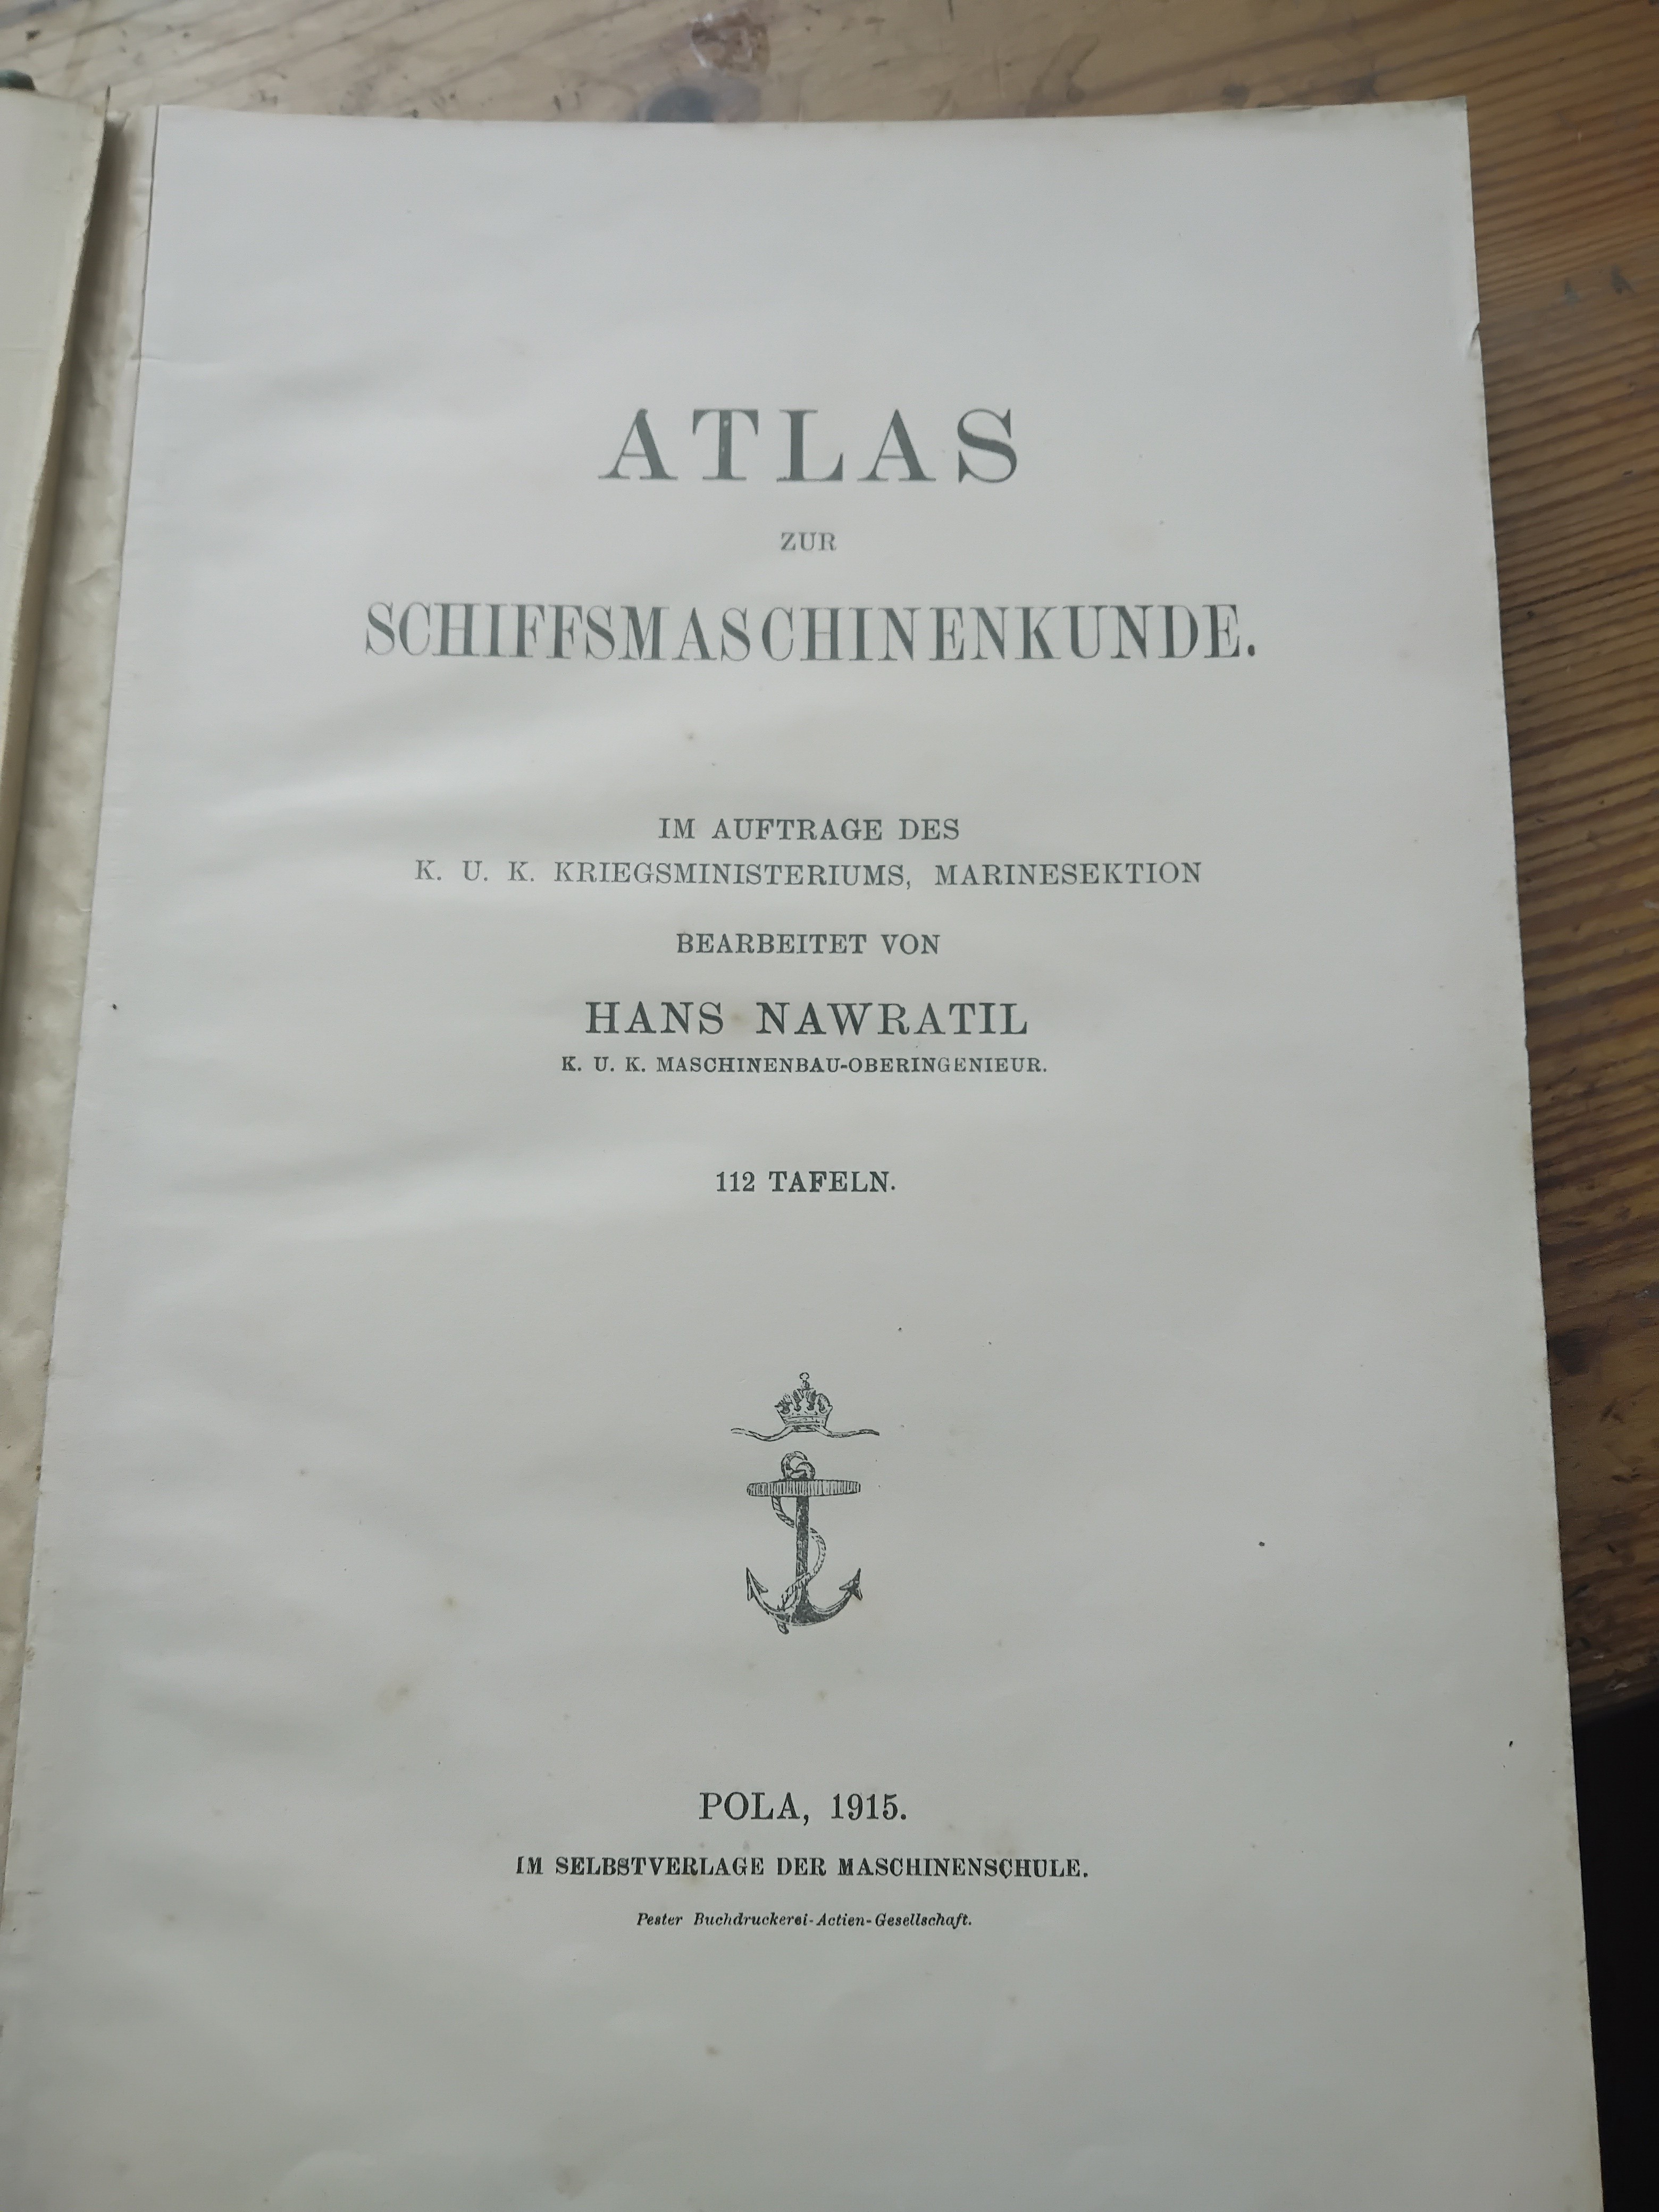 ATLAS
ZUR
SCHIFFSMASCHINENKUNDE.
IM AUFTRAGE DES
K. U. K. KRIEGSMINISTERIUMS, MARINESEKTION
BEARBEITET VON
HANS NAWRATIL
K. U. K. MASCHINENBAU-OBERINGENIEUR.
112 TAFELN.
POLA, 1915.
IM SELBSTVERLAGE DER MASCHINENSCHULE.
Pester Buchdruckerei-Actien-Gesellschaft.